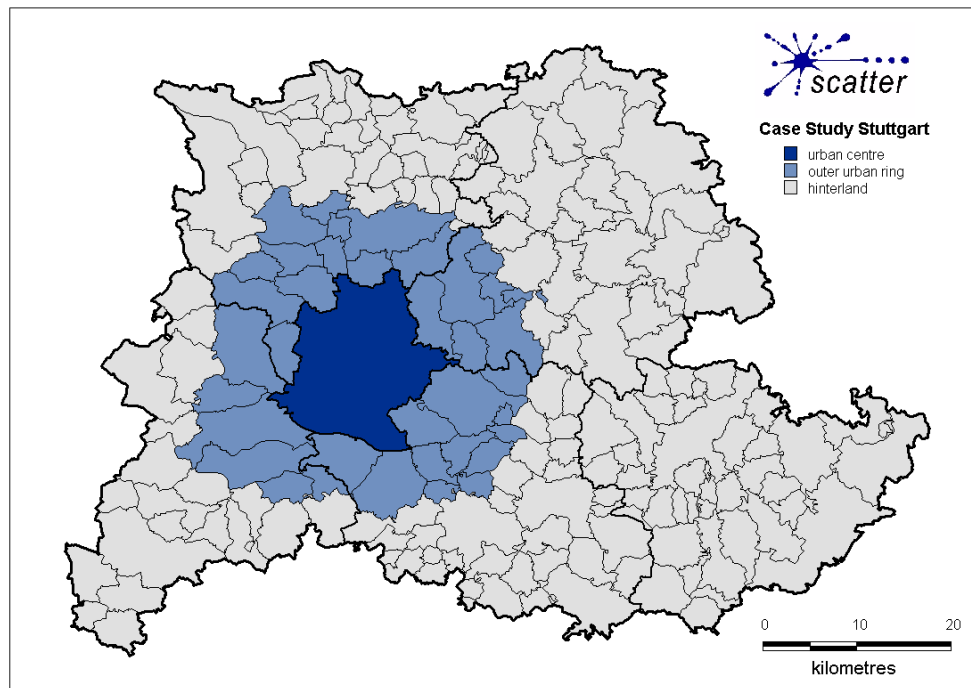 scatter
Case Study Stuttgart
urban centre
outer urban ring
hinterland
0 10 20
kilometres